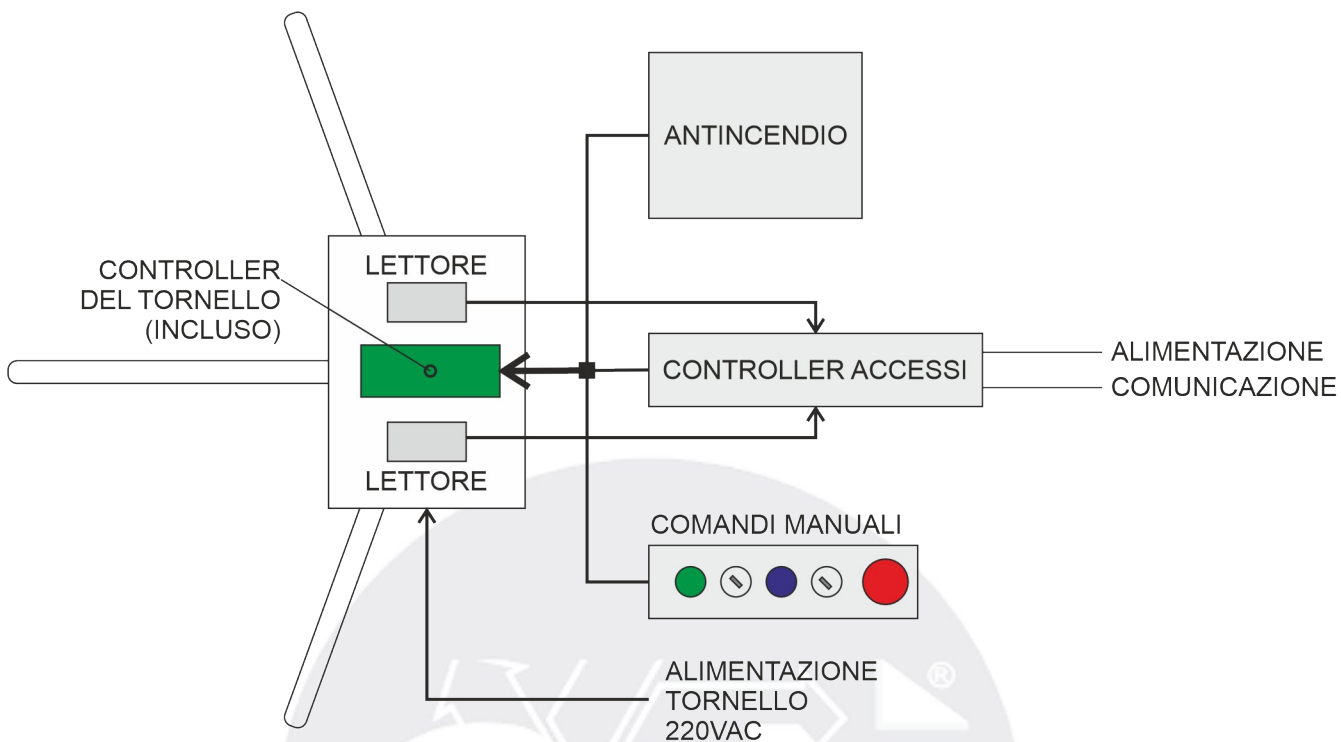 ANTINCENDIO
LETTORE
CONTROLLER
DEL TORNELLO
(INCLUSO)
CONTROLLER ACCESSI
ALIMENTAZIONE
COMUNICAZIONE
LETTORE
COMANDI MANUALI
ALIMENTAZIONE
TORNELLO
220VAC
®